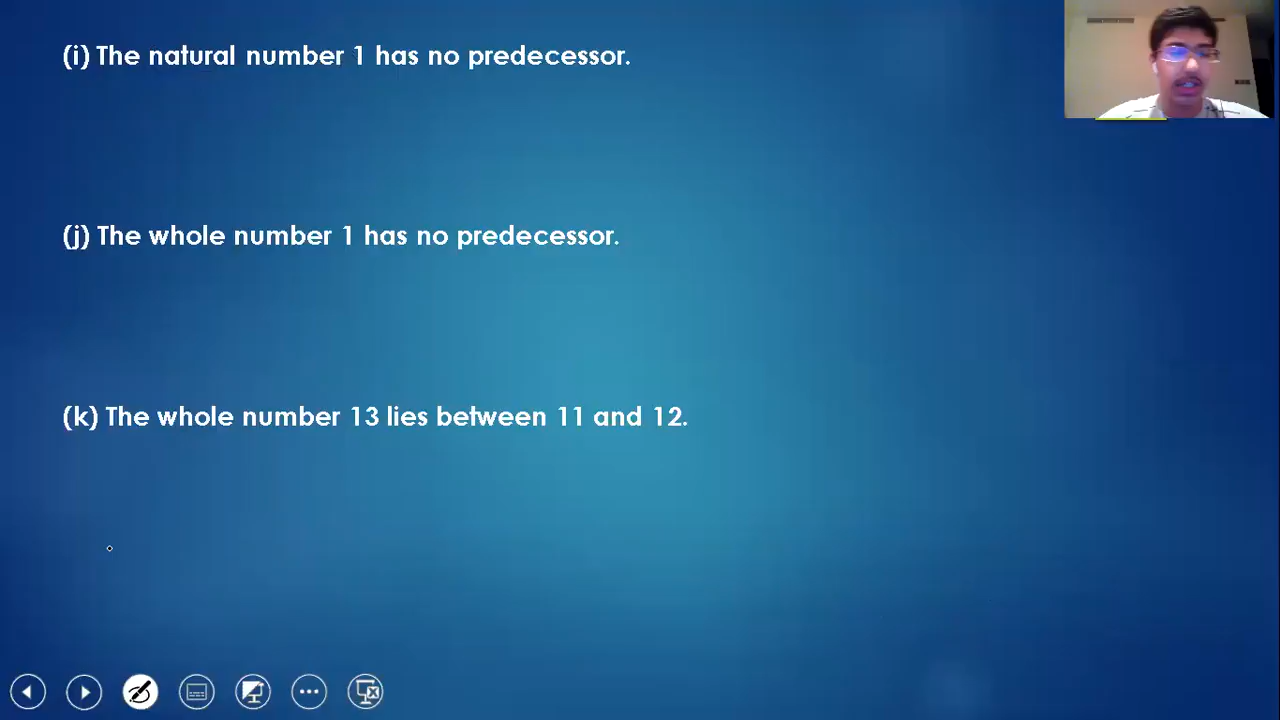 (i) The natural number 1 has no predecessor.
(j) The whole number 1 has no predecessor.
(k) The whole number 13 lies between 11 and 12.